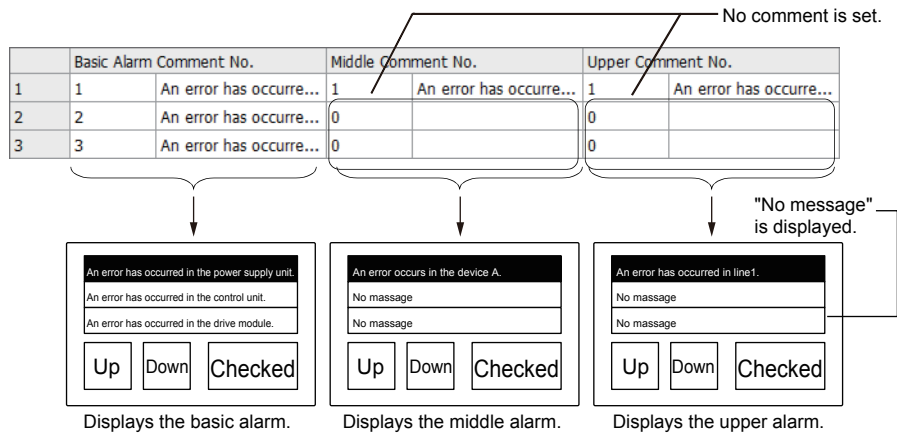 No comment is set.
Basic Alarm Comment No. Middle Comment No. Upper Comment No.
1 1 An error has occurre... 1 An error has occurre... 1 An error has occurre...
2 2 An error has occurre... 0 0
3 3 An error has occurre... 0 0
"No message"
is displayed.
An error has occurred in the power supply unit.
An error has occurred in the control unit.
An error has occurred in the drive module.
Up Down Checked
Displays the basic alarm.
An error occurs in the device A.
No massage
No massage
Up Down Checked
Displays the middle alarm.
An error has occurred in line1.
No massage
No massage
Up Down Checked
Displays the upper alarm.